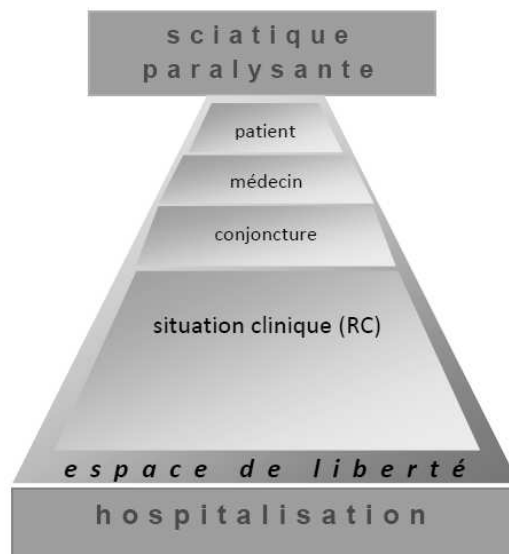 sciatique
paralysante
patient
médecin
conjoncture
situation clinique (RC)
espace de liberté
hospitalisation